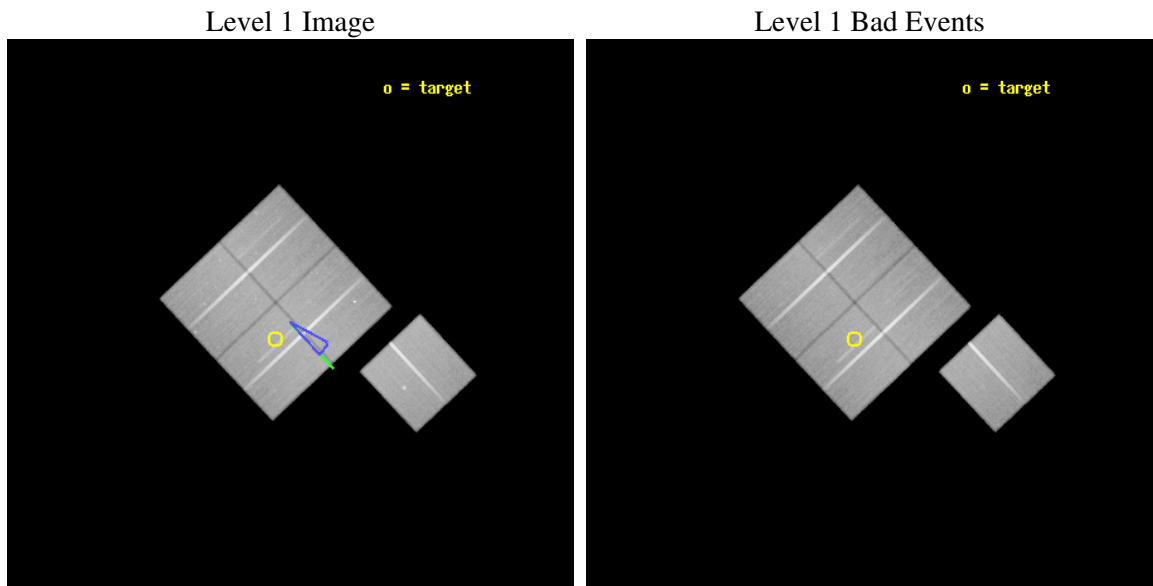 Level 1 Image
Level 1 Bad Events
o = target
o = target